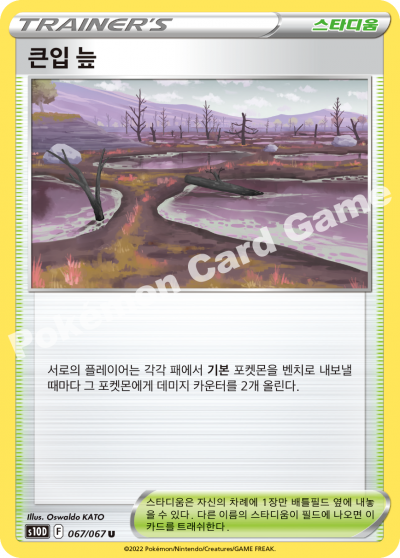 TRAINER'S
스타디움
큰입 늪
Pokémon Card Game
서로의 플레이어는 각각 패에서 기본 포켓몬을 벤치로 내보낼
때마다 그 포켓몬에게 데미지 카운터를 2개 올린다.
Illus. Oswaldo KATO
s10D F 067/067 U
스타디움은 자신의 차례에 1장만 배틀필드 옆에 내놓
을 수 있다. 다른 이름의 스타디움이 필드에 나오면 이
카드를 트래쉬한다.
©2022 Pokémon/Nintendo/Creatures/GAME FREAK.